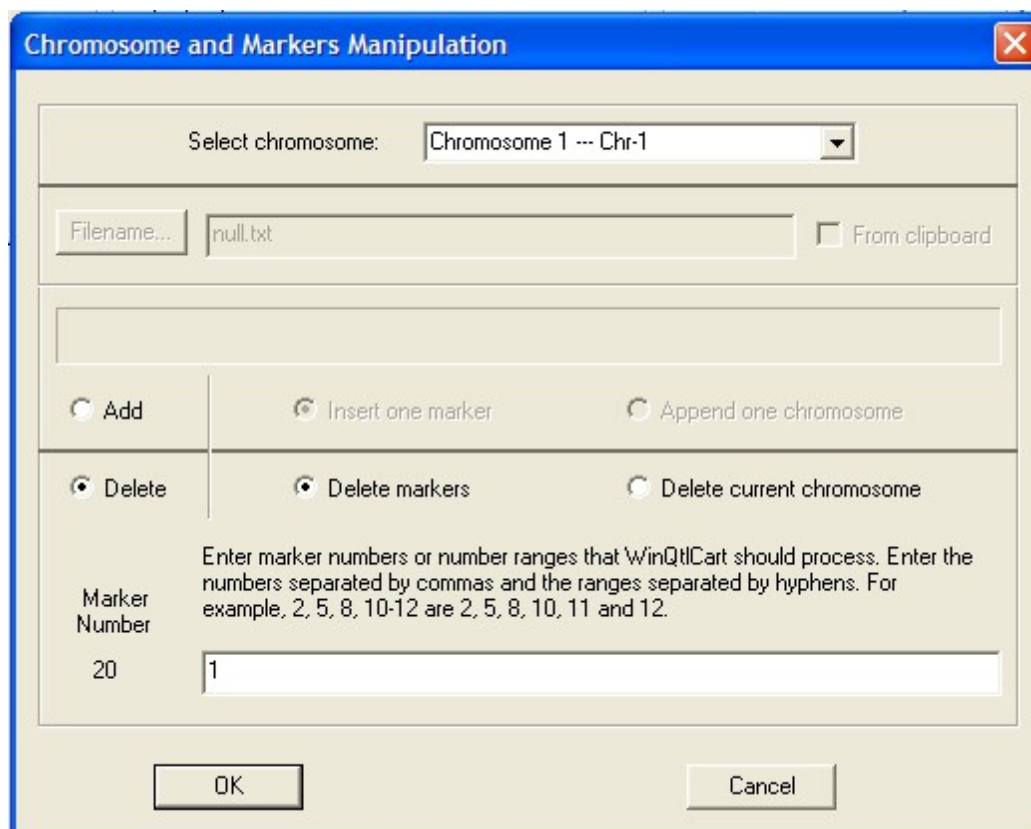 Chromosome and Markers Manipulation
Select chromosome: Chromosome 1 --- Chr-1
Filename... null.txt From clipboard
Add Insert one marker Append one chromosome
Delete Delete markers Delete current chromosome
Enter marker numbers or number ranges that WinQtlCart should process. Enter the
numbers separated by commas and the ranges separated by hyphens. For
example, 2, 5, 8, 10-12 are 2, 5, 8, 10, 11 and 12.
Marker
Number
20 1
OK Cancel